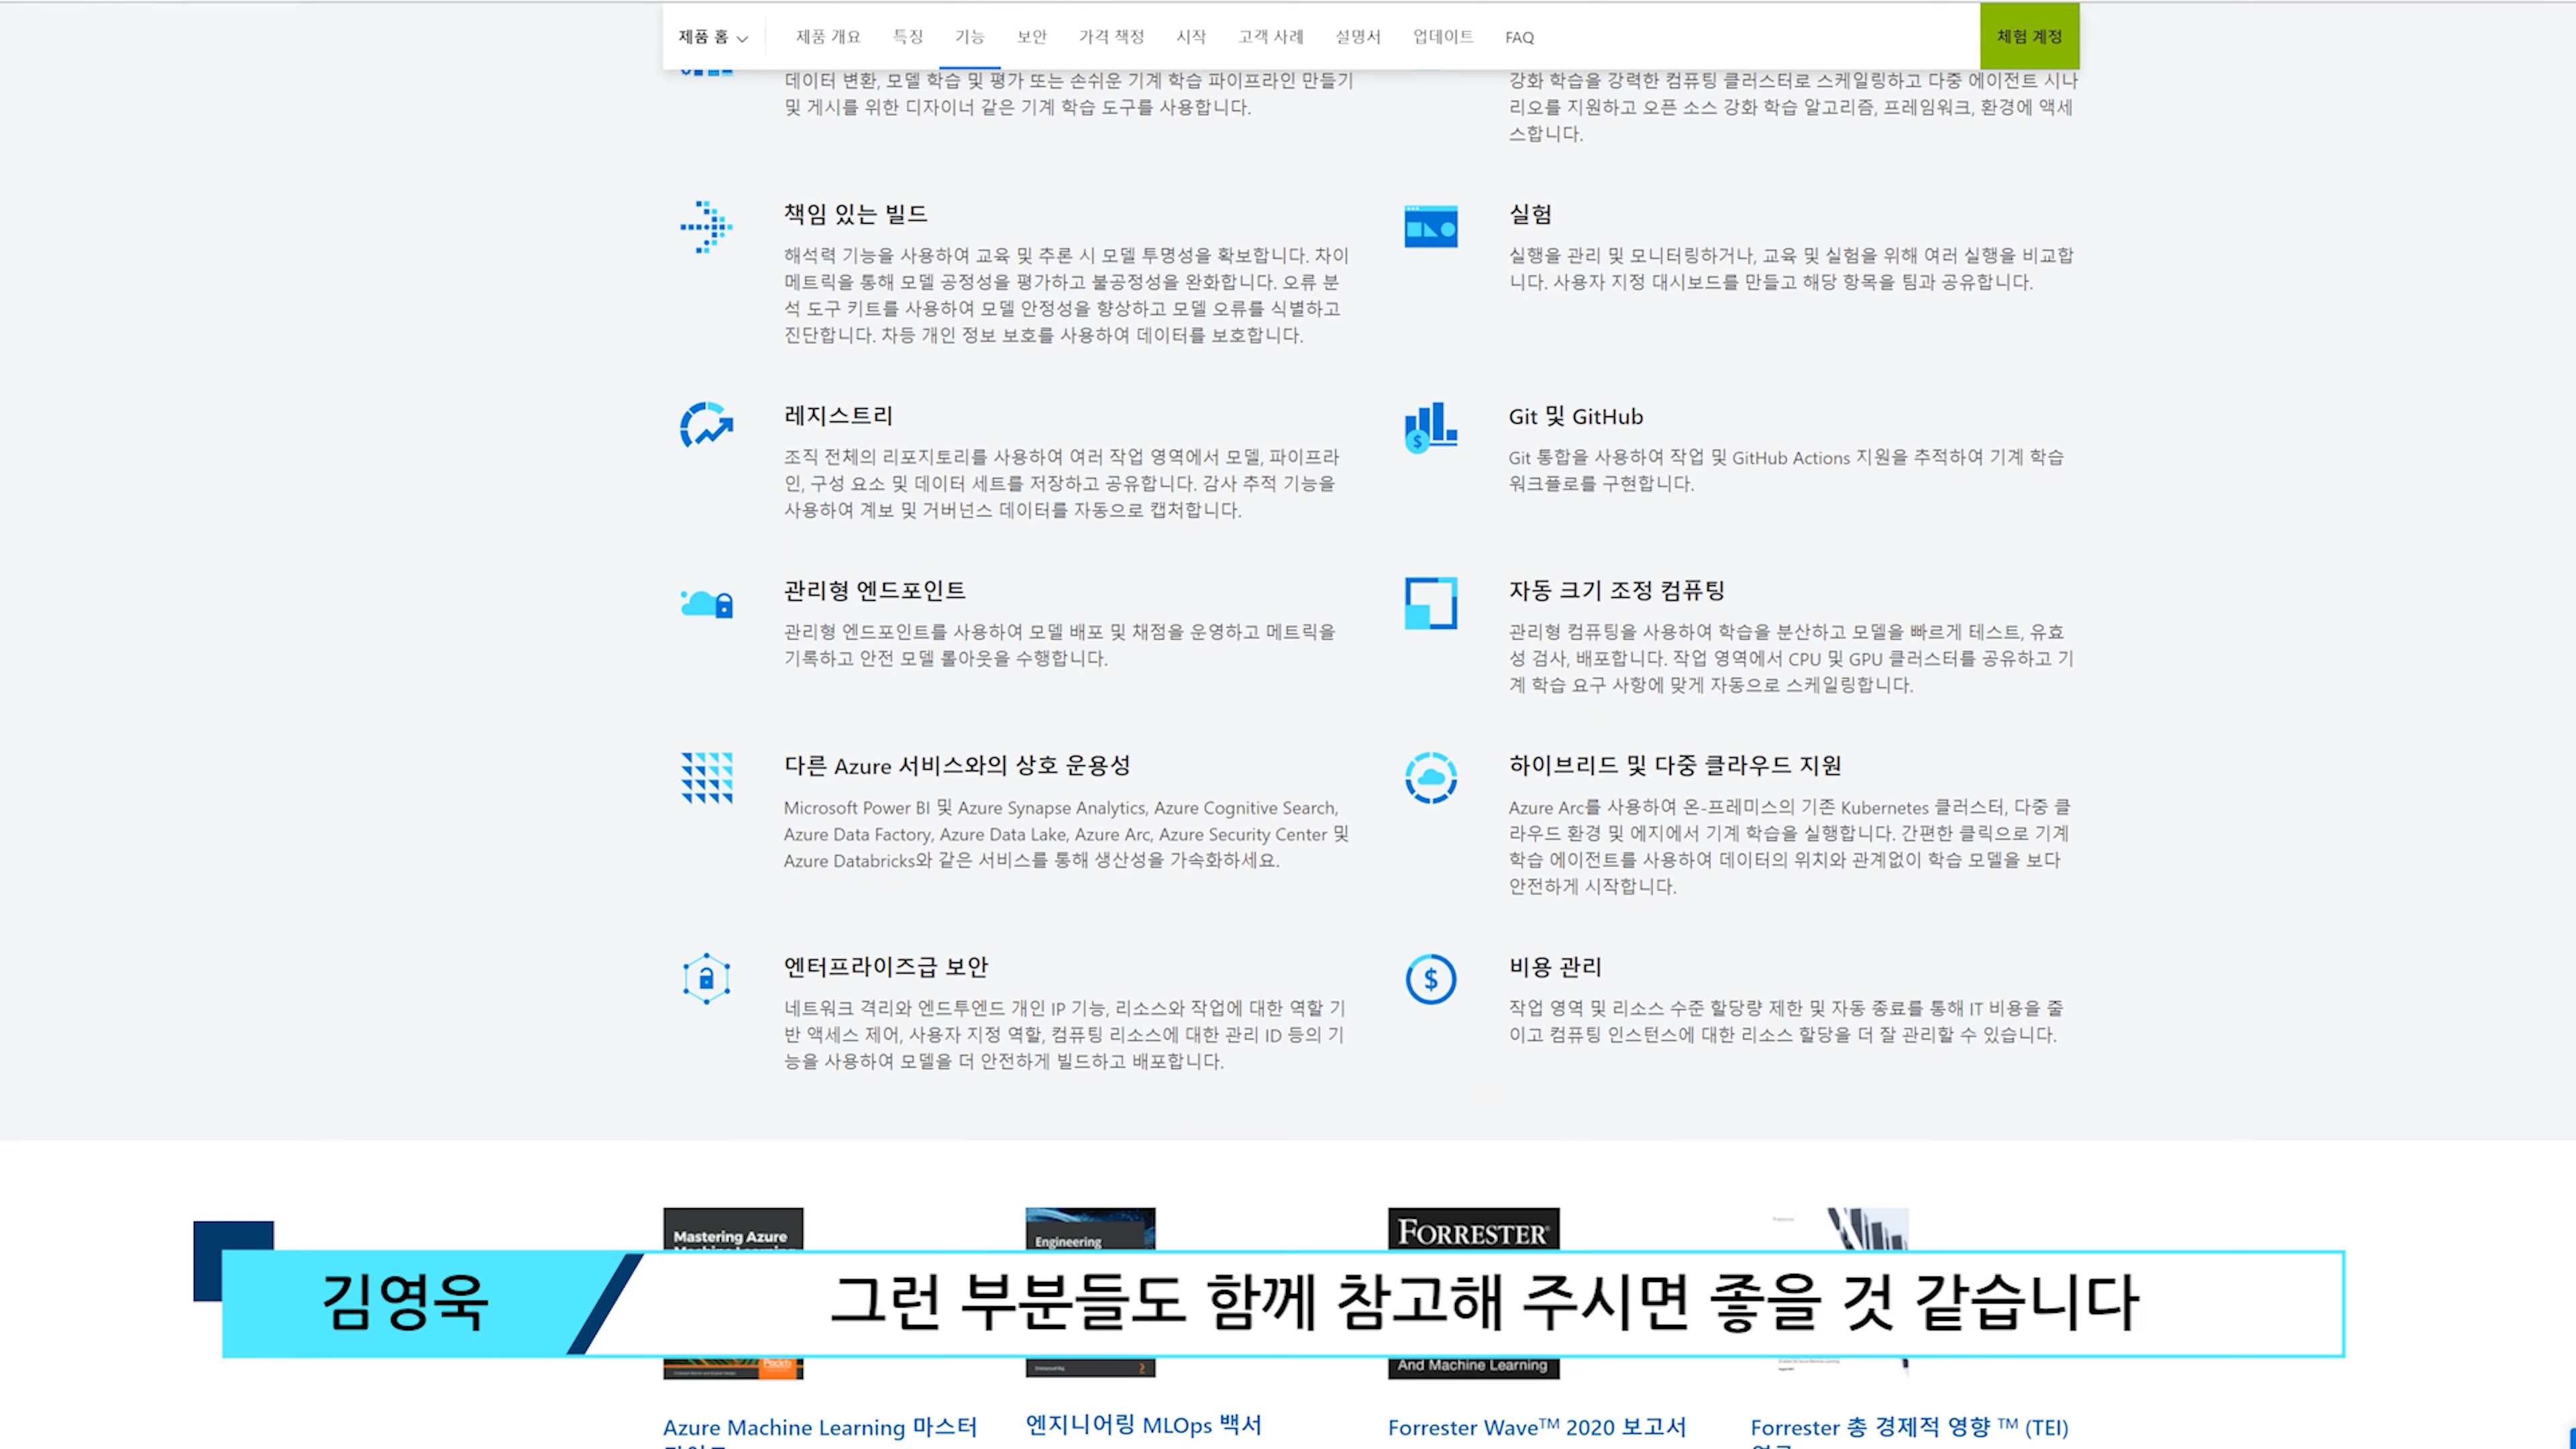 제품 홈
제품 개요
특징
기능
보안
가격 책정
시작
고객 사례
설명서
업데이트
FAQ
체험 계정
데이터 변환, 모델 학습 및 평가 또는 손쉬운 기계 학습 파이프라인 만들기
및 게시를 위한 디자이너 같은 기계 학습 도구를 사용합니다.
강화 학습을 강력한 컴퓨팅 클러스터로 스케일링하고 다중 에이전트 시나
리오를 지원하고 오픈 소스 강화 학습 알고리즘, 프레임워크, 환경에 액세
스합니다.
책임 있는 빌드
해석력 기능을 사용하여 교육 및 추론 시 모델 투명성을 확보합니다. 차이
메트릭을 통해 모델 공정성을 평가하고 불공정성을 완화합니다. 오류 분
석 도구 키트를 사용하여 모델 안정성을 향상하고 모델 오류를 식별하고
진단합니다. 차등 개인 정보 보호를 사용하여 데이터를 보호합니다.
실험
실행을 관리 및 모니터링하거나, 교육 및 실험을 위해 여러 실행을 비교합
니다. 사용자 지정 대시보드를 만들고 해당 항목을 팀과 공유합니다.
레지스트리
조직 전체의 리포지토리를 사용하여 여러 작업 영역에서 모델, 파이프라
인, 구성 요소 및 데이터 세트를 저장하고 공유합니다. 감사 추적 기능을
사용하여 계보 및 거버넌스 데이터를 자동으로 캡처합니다.
Git 및 GitHub
Git 통합을 사용하여 작업 및 GitHub Actions 지원을 추적하여 기계 학습
워크플로를 구현합니다.
관리형 엔드포인트
관리형 엔드포인트를 사용하여 모델 배포 및 채점을 운영하고 메트릭을
기록하고 안전 모델 롤아웃을 수행합니다.
자동 크기 조정 컴퓨팅
관리형 컴퓨팅을 사용하여 학습을 분산하고 모델을 빠르게 테스트, 유효
성 검사, 배포합니다. 작업 영역에서 CPU 및 GPU 클러스터를 공유하고 기
계 학습 요구 사항에 맞게 자동으로 스케일링합니다.
다른 Azure 서비스와의 상호 운용성
Microsoft Power BI 및 Azure Synapse Analytics, Azure Cognitive Search,
Azure Data Factory, Azure Data Lake, Azure Arc, Azure Security Center 및
Azure Databricks와 같은 서비스를 통해 생산성을 가속화하세요.
하이브리드 및 다중 클라우드 지원
Azure Arc를 사용하여 온-프레미스의 기존 Kubernetes 클러스터, 다중 클
라우드 환경 및 에지에서 기계 학습을 실행합니다. 간편한 클릭으로 기계
학습 에이전트를 사용하여 데이터의 위치와 관계없이 학습 모델을 보다
안전하게 시작합니다.
엔터프라이즈급 보안
네트워크 격리와 엔드투엔드 개인 IP 기능, 리소스와 작업에 대한 역할 기
반 액세스 제어, 사용자 지정 역할, 컴퓨팅 리소스에 대한 관리 ID 등의 기
능을 사용하여 모델을 더 안전하게 빌드하고 배포합니다.
비용 관리
작업 영역 및 리소스 수준 할당량 제한 및 자동 종료를 통해 IT 비용을 줄
이고 컴퓨팅 인스턴스에 대한 리소스 할당을 더 잘 관리할 수 있습니다.
Mastering Azure
Engineering
FORRESTER
김영욱
그런 부분들도 함께 참고해 주시면 좋을 것 같습니다
Packt
And Machine Learning
Azure Machine Learning 마스터
엔지니어링 MLOps 백서
Forrester Wave™ 2020 보고서
Forrester 총 경제적 영향 ™ (TEI)